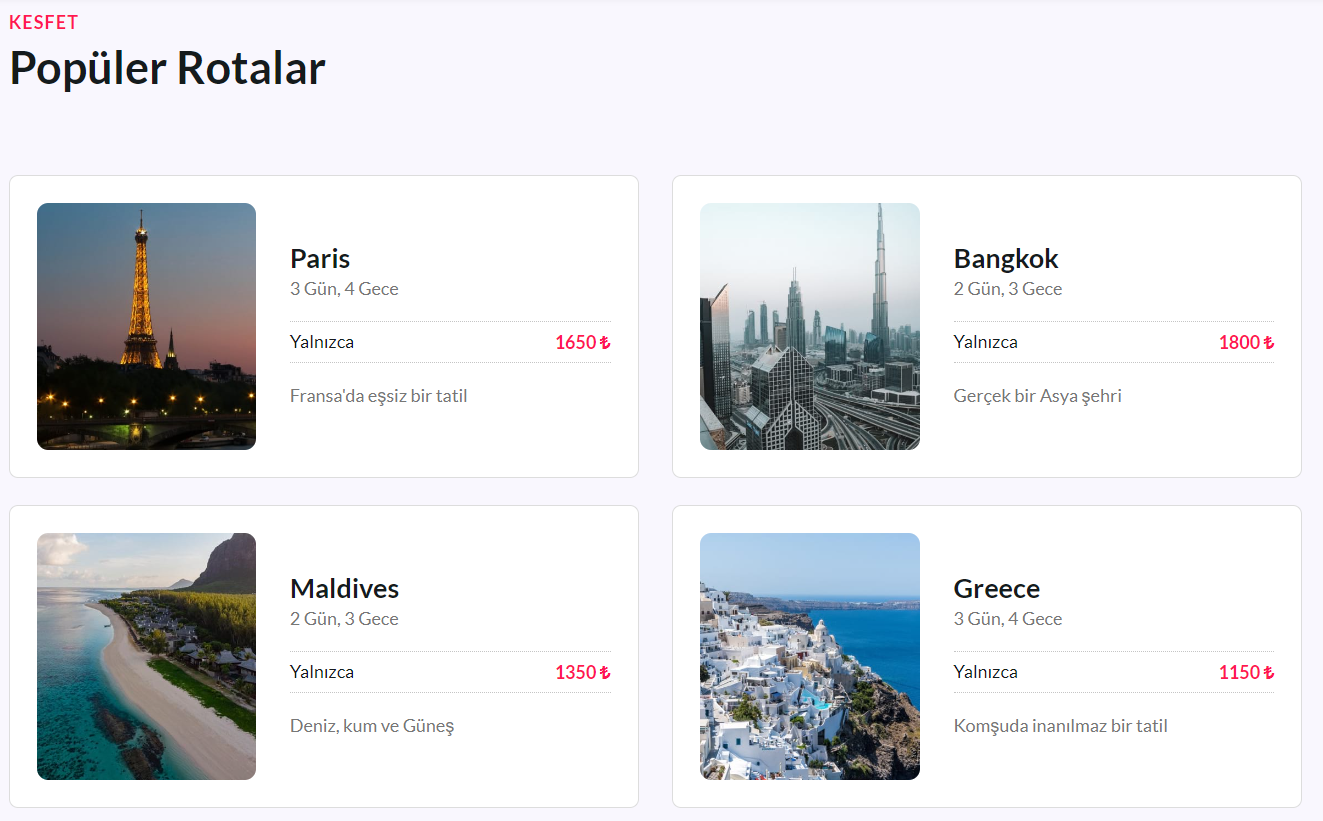 KESFET
Popüler Rotalar
Paris
3 Gün, 4 Gece
Yalnızca 1650 ₺
Fransa'da eşsiz bir tatil
Bangkok
2 Gün, 3 Gece
Yalnızca 1800 ₺
Gerçek bir Asya şehri
Maldives
2 Gün, 3 Gece
Yalnızca 1350 ₺
Deniz, kum ve Güneş
Greece
3 Gün, 4 Gece
Yalnızca 1150 ₺
Komşuda inanılmaz bir tatil